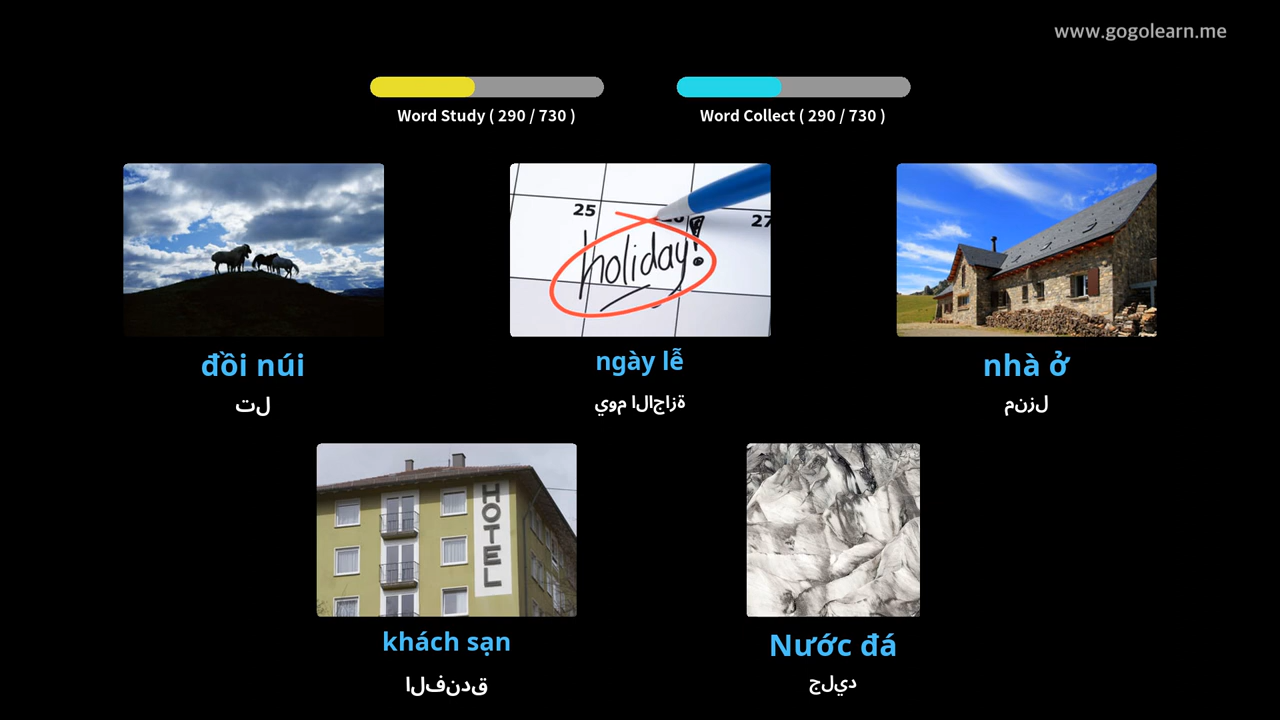 www.gogolearn.me
Word Study ( 290 / 730 )
Word Collect ( 290 / 730 )
25
27
holiday!
đồi núi
تل
ngày lễ
يوم الاجازة
nhà ở
منزل
HOTEL
khách sạn
الفندق
Nước đá
جليد